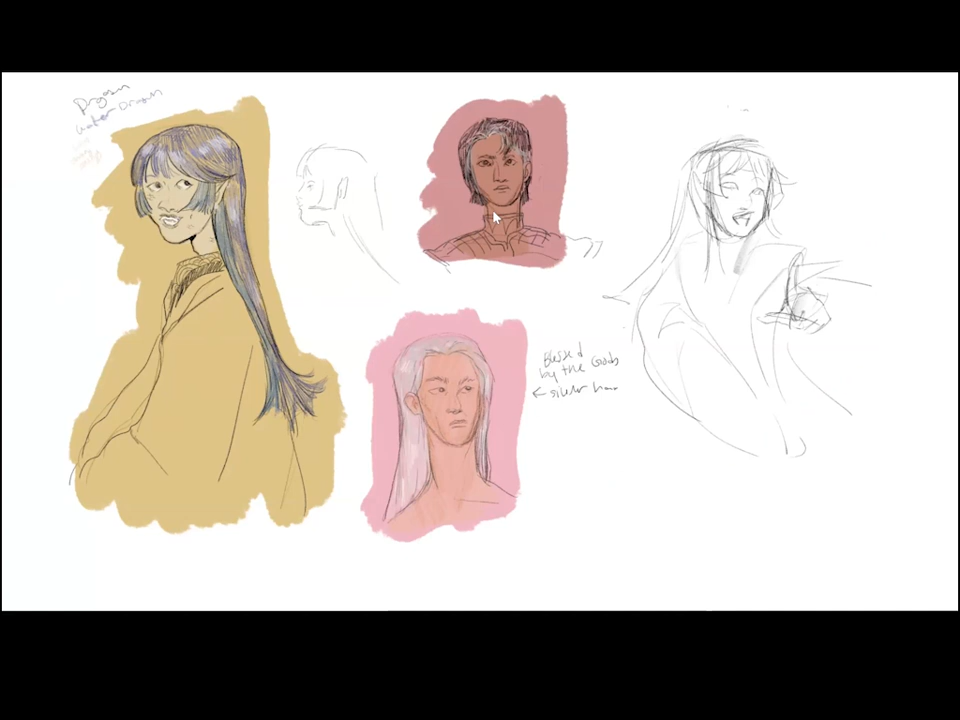 Dragon
Water Dragon
Blessed
by the Gods
← silver hair